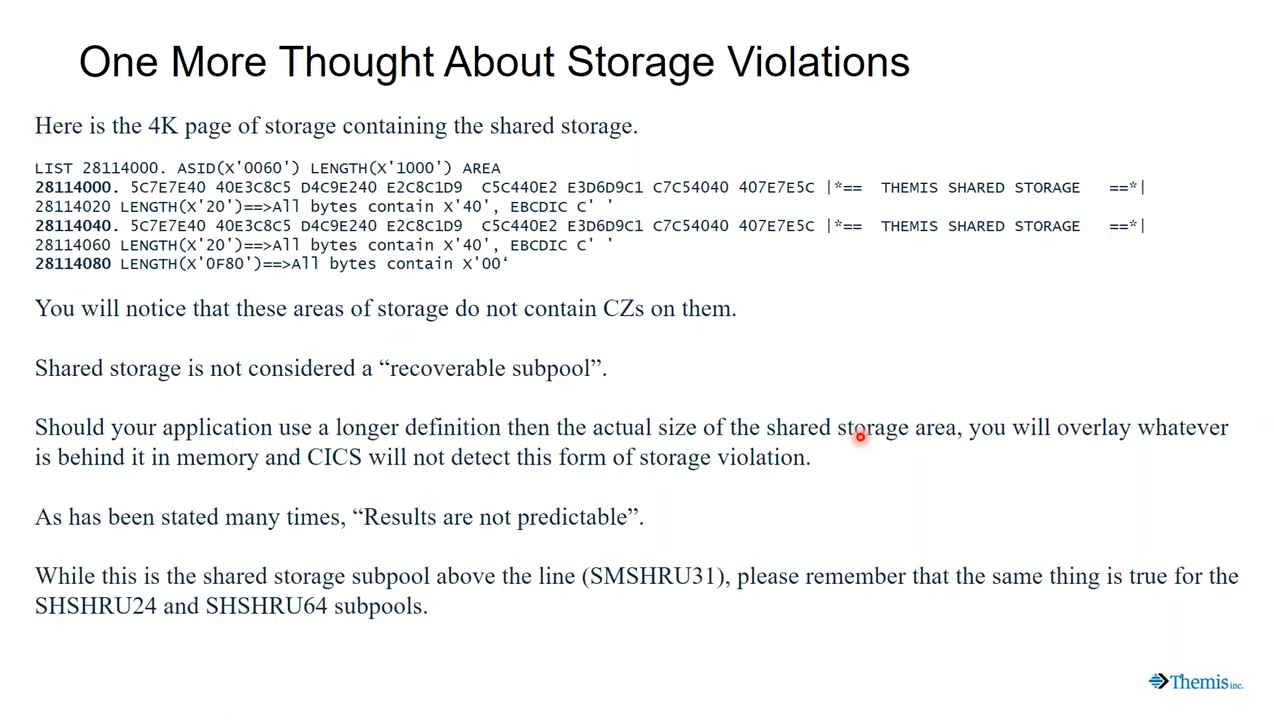 One More Thought About Storage Violations
Here is the 4K page of storage containing the shared storage.
LIST 28114000. ASID(X'0060') LENGTH(X'1000') AREA
28114000. 5C7E7E40 40E3C8C5 D4C9E240 E2C8C1D9  C5C440E2 E3D6D9C1 C7C54040 407E7E5C |*==  THEMIS SHARED STORAGE   ==*|
28114020 LENGTH(X'20')==>All bytes contain X'40', EBCDIC C' '
28114040. 5C7E7E40 40E3C8C5 D4C9E240 E2C8C1D9  C5C440E2 E3D6D9C1 C7C54040 407E7E5C |*==  THEMIS SHARED STORAGE   ==*|
28114060 LENGTH(X'20')==>All bytes contain X'40', EBCDIC C' '
28114080 LENGTH(X'0F80')==>All bytes contain X'00‘
You will notice that these areas of storage do not contain CZs on them.
Shared storage is not considered a “recoverable subpool”.
Should your application use a longer definition then the actual size of the shared storage area, you will overlay whatever
is behind it in memory and CICS will not detect this form of storage violation.
As has been stated many times, “Results are not predictable”.
While this is the shared storage subpool above the line (SMSHRU31), please remember that the same thing is true for the
SHSHRU24 and SHSHRU64 subpools.
Themis inc.